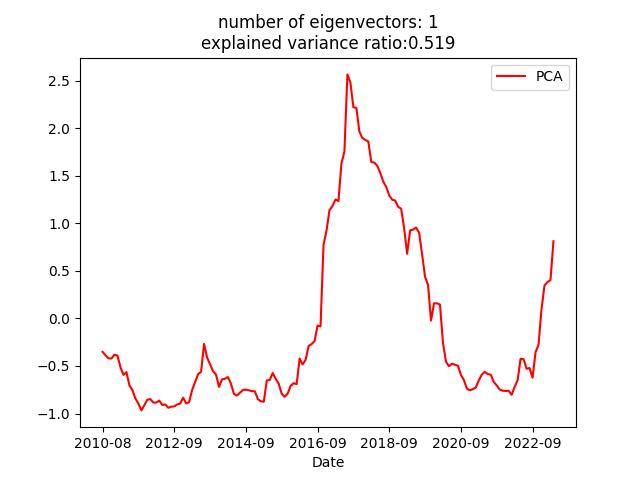 number of eigenvectors: 1
explained variance ratio:0.519
PCA
2.5
2.0
1.5
1.0
0.5
0.0
−0.5
−1.0
2010-08 2012-09 2014-09 2016-09 2018-09 2020-09 2022-09
Date